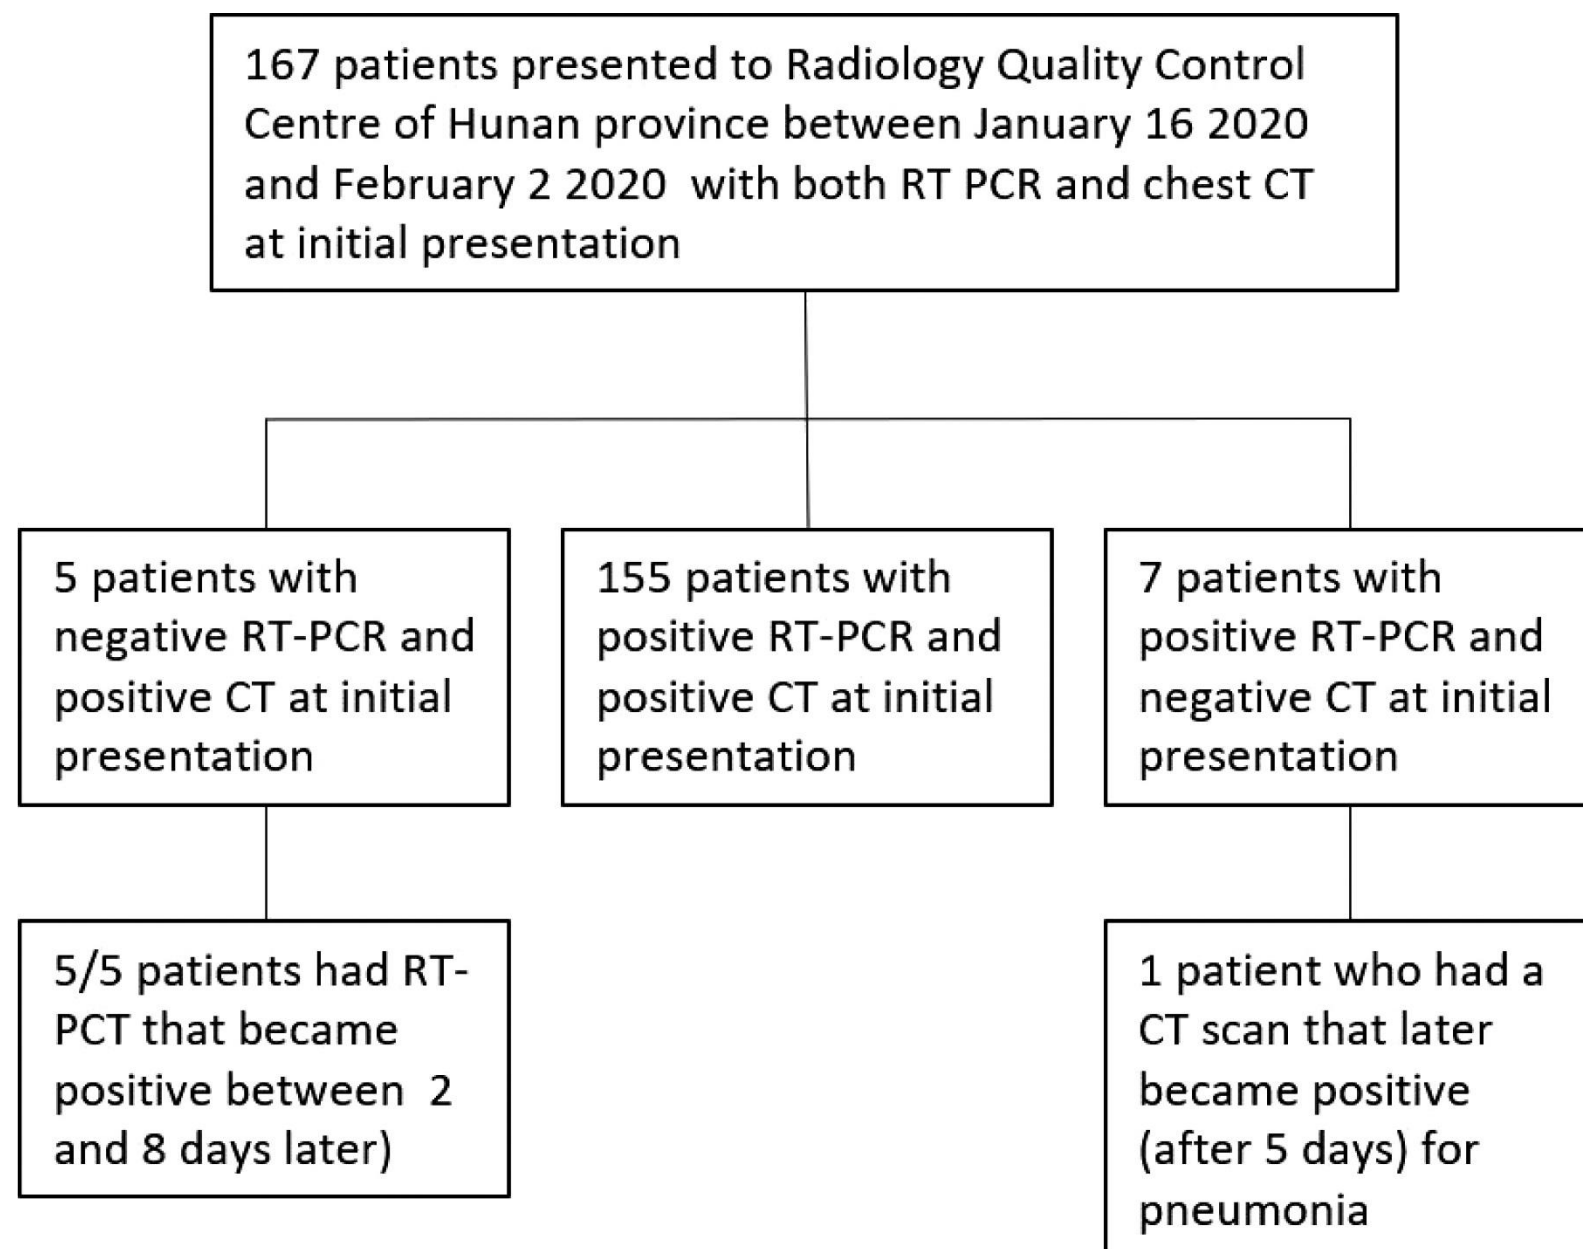 167 patients presented to Radiology Quality Control
Centre of Hunan province between January 16 2020
and February 2 2020 with both RT PCR and chest CT
at initial presentation
5 patients with
negative RT-PCR and
positive CT at initial
presentation
155 patients with
positive RT-PCR and
positive CT at initial
presentation
7 patients with
positive RT-PCR and
negative CT at initial
presentation
5/5 patients had RT-
PCT that became
positive between 2
and 8 days later)
1 patient who had a
CT scan that later
became positive
(after 5 days) for
pneumonia